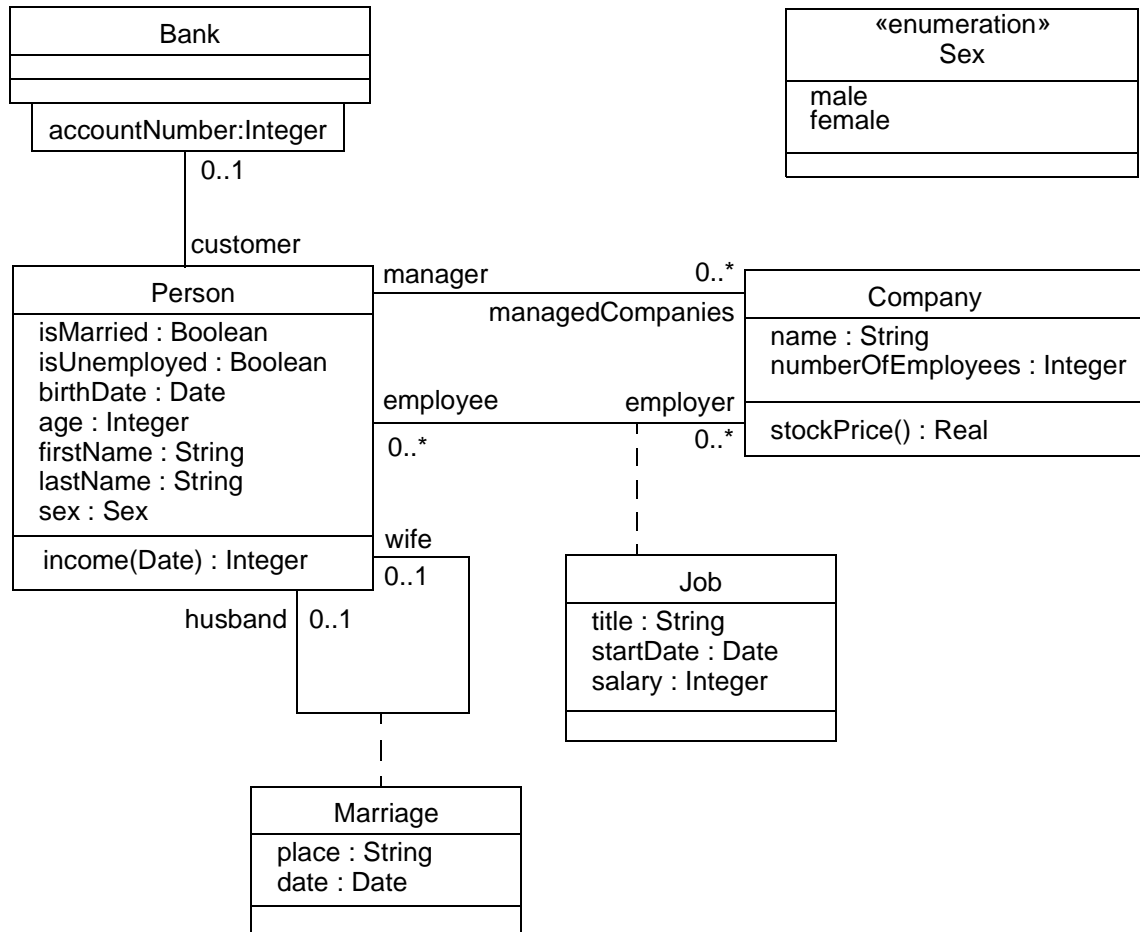 Bank
accountNumber:Integer
0..1
customer
«enumeration»
Sex
male
female
Person
isMarried : Boolean
isUnemployed : Boolean
birthDate : Date
age : Integer
firstName : String
lastName : String
sex : Sex
income(Date) : Integer
manager
0..*
managedCompanies
employee
employer
0..*
0..*
Company
name : String
numberOfEmployees : Integer
stockPrice() : Real
wife
0..1
husband
0..1
Job
title : String
startDate : Date
salary : Integer
Marriage
place : String
date : Date